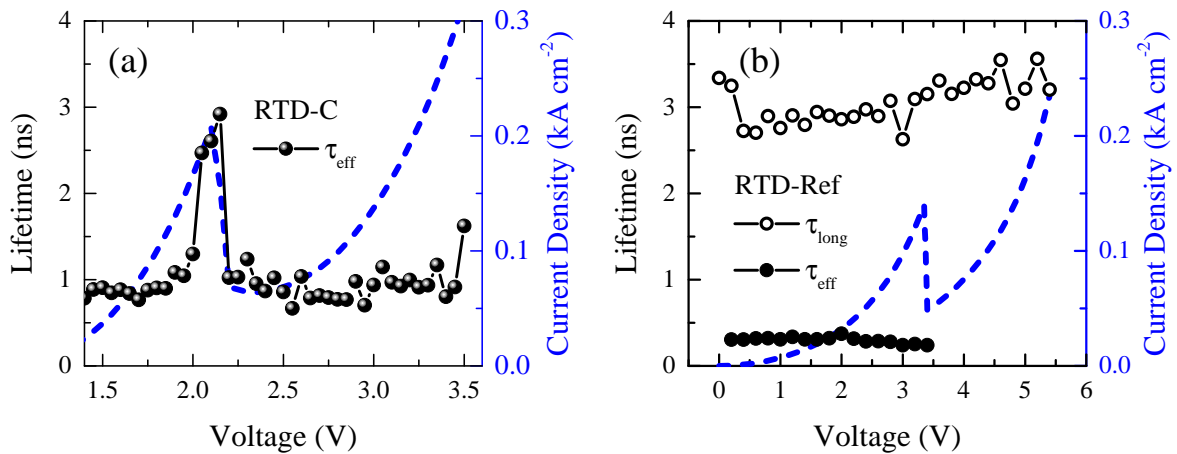 (a)
RTD-C
τeff
Lifetime (ns)
4
3
2
1
0
1.5 2.0 2.5 3.0 3.5
Voltage (V)
0.3
0.2
0.1
0.0
Current Density (kA cm-2)
(b)
RTD-Ref
τlong
τeff
Lifetime (ns)
4
3
2
1
0
0 1 2 3 4 5 6
Voltage (V)
0.3
0.2
0.1
0.0
Current Density (kA cm-2)